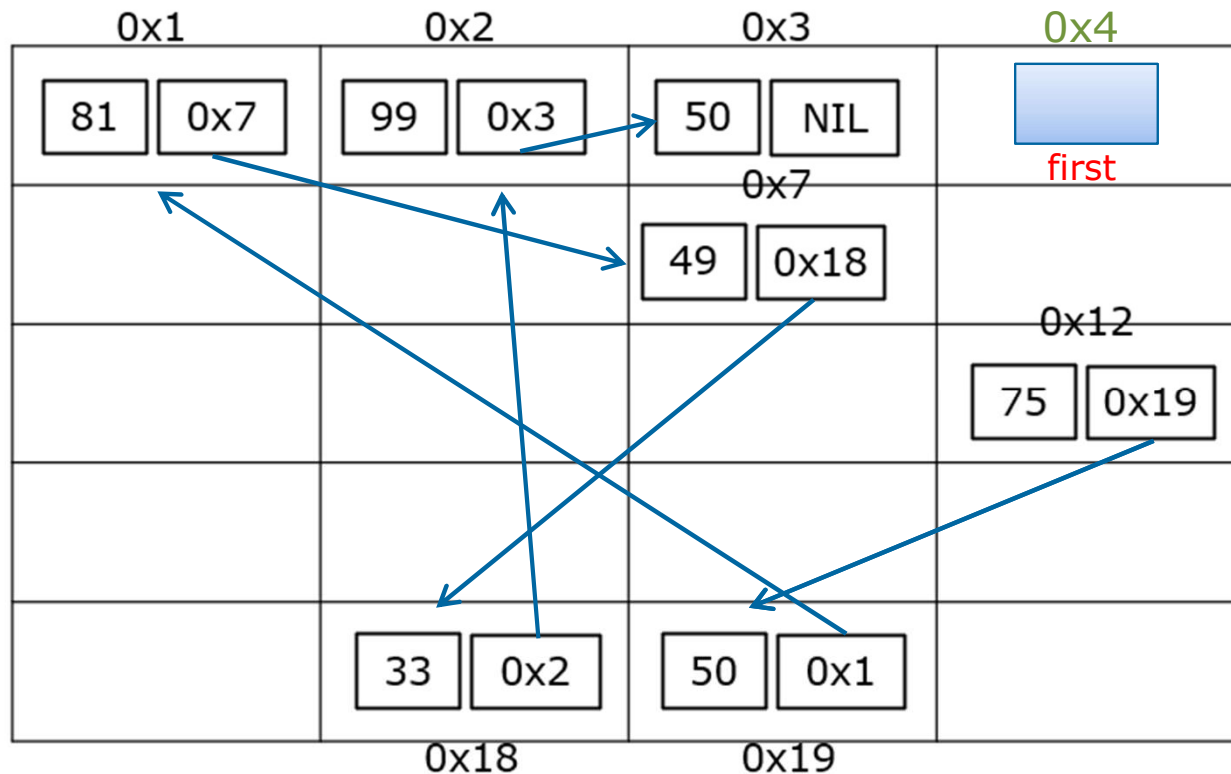 0x1 0x2 0x3 0x4
81 0x7 99 0x3 50 NIL
first
0x7
49 0x18
0x12
75 0x19
33 0x2 50 0x1
0x18 0x19